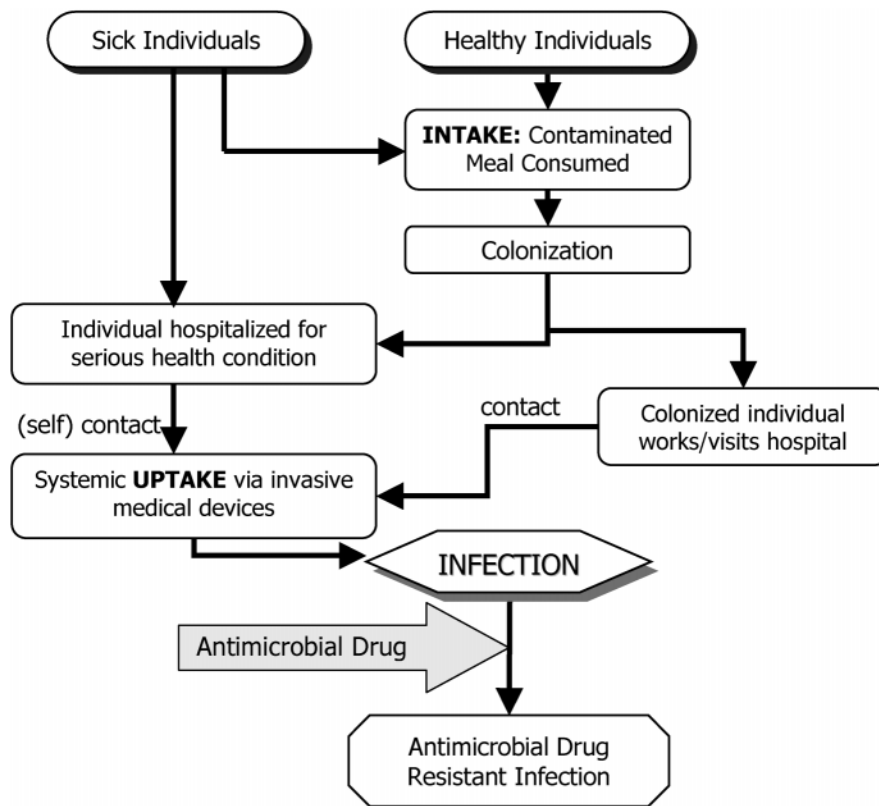 Sick Individuals
Healthy Individuals
INTAKE: Contaminated
Meal Consumed
Colonization
Individual hospitalized for
serious health condition
(self) contact
contact
Colonized individual
works/visits hospital
Systemic UPTAKE via invasive
medical devices
INFECTION
Antimicrobial Drug
Antimicrobial Drug
Resistant Infection